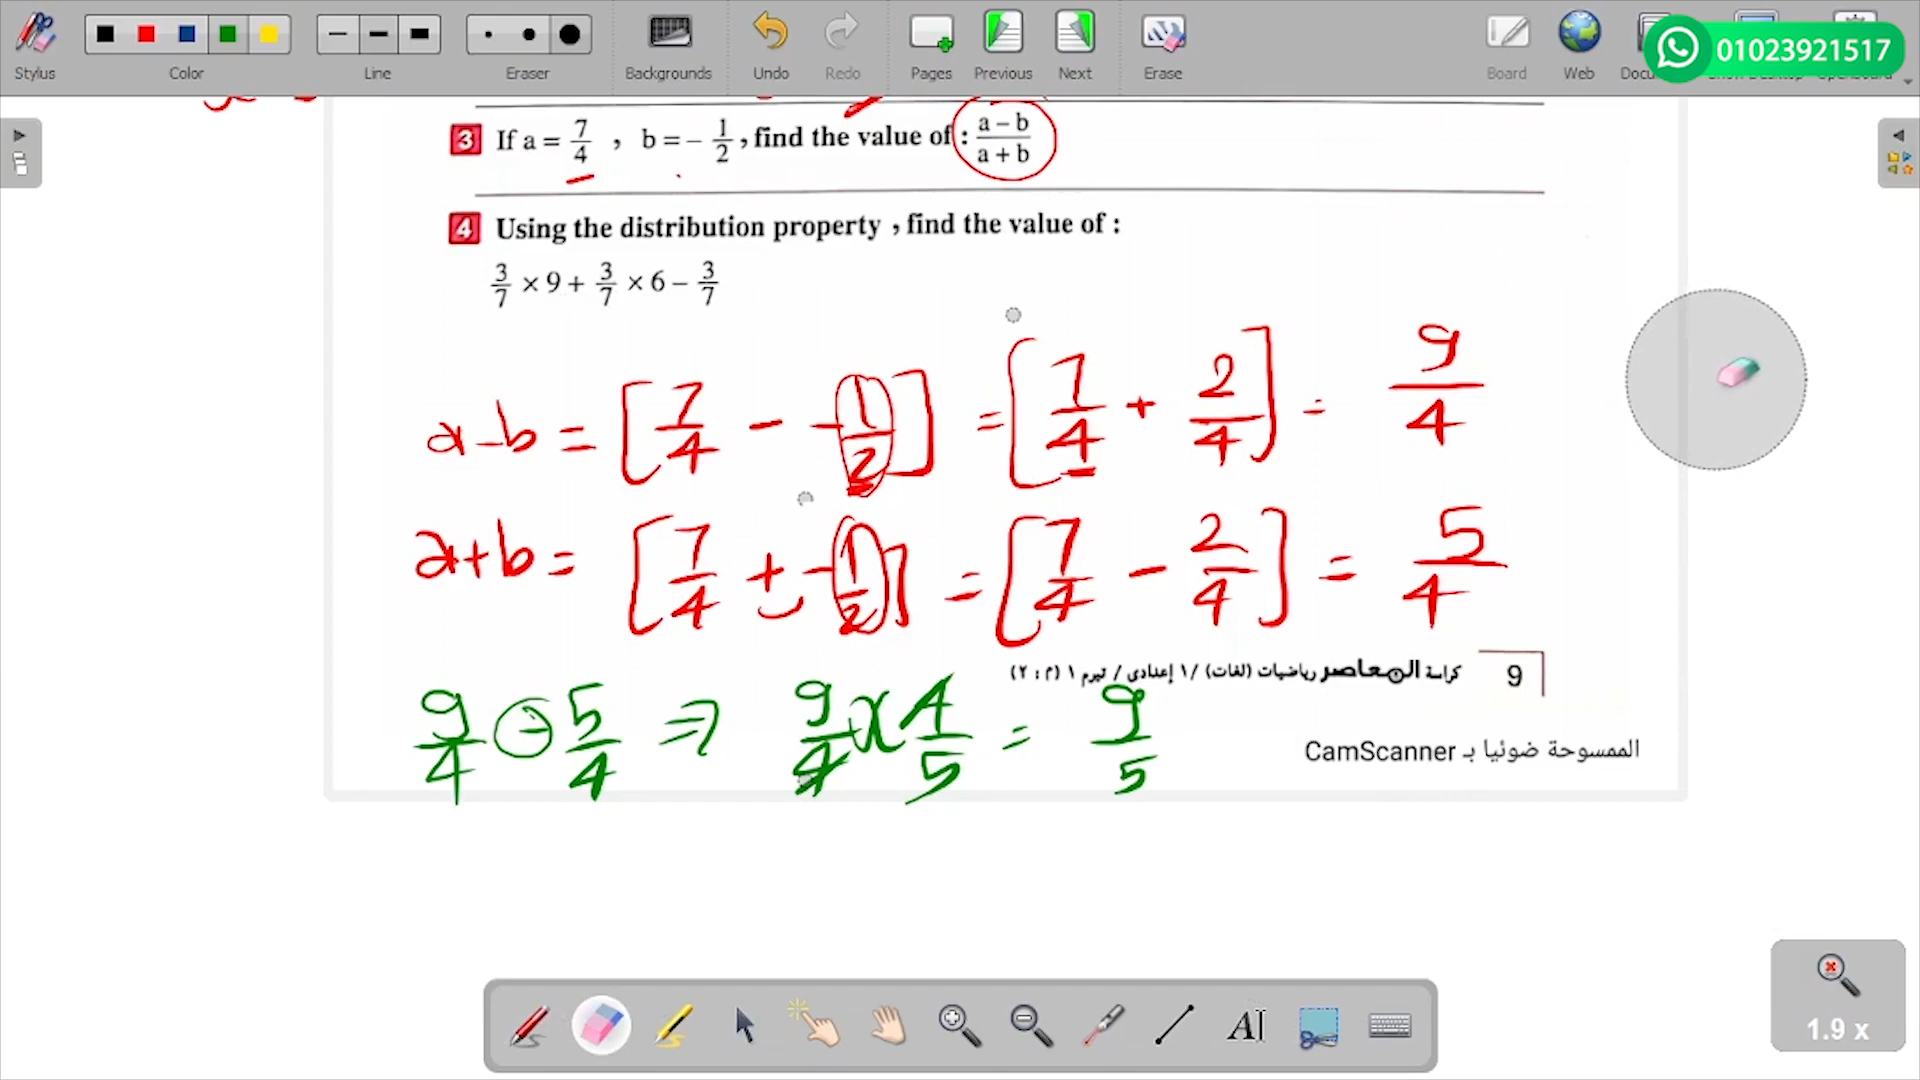 Stylus Color Line Eraser Backgrounds Undo Redo Pages Previous Next Erase Board Web
01023921517
3 If a = 7/4 , b = - 1/2 , find the value of : (a - b)/(a + b)
4 Using the distribution property , find the value of :
3/7 × 9 + 3/7 × 6 - 3/7
a-b = [7/4 - -1/2] = [7/4 + 2/4] = 9/4
a+b = [7/4 + -1/2] = [7/4 - 2/4] = 5/4
كراسة المعاصر رياضيات (لغات) /١ إعدادى / تيرم ١ (م : ٢) 9
9/4 ÷ 5/4 ⇒ 9/4 x 4/5 = 9/5
الممسوحة ضوئيا بـ CamScanner
1.9 x